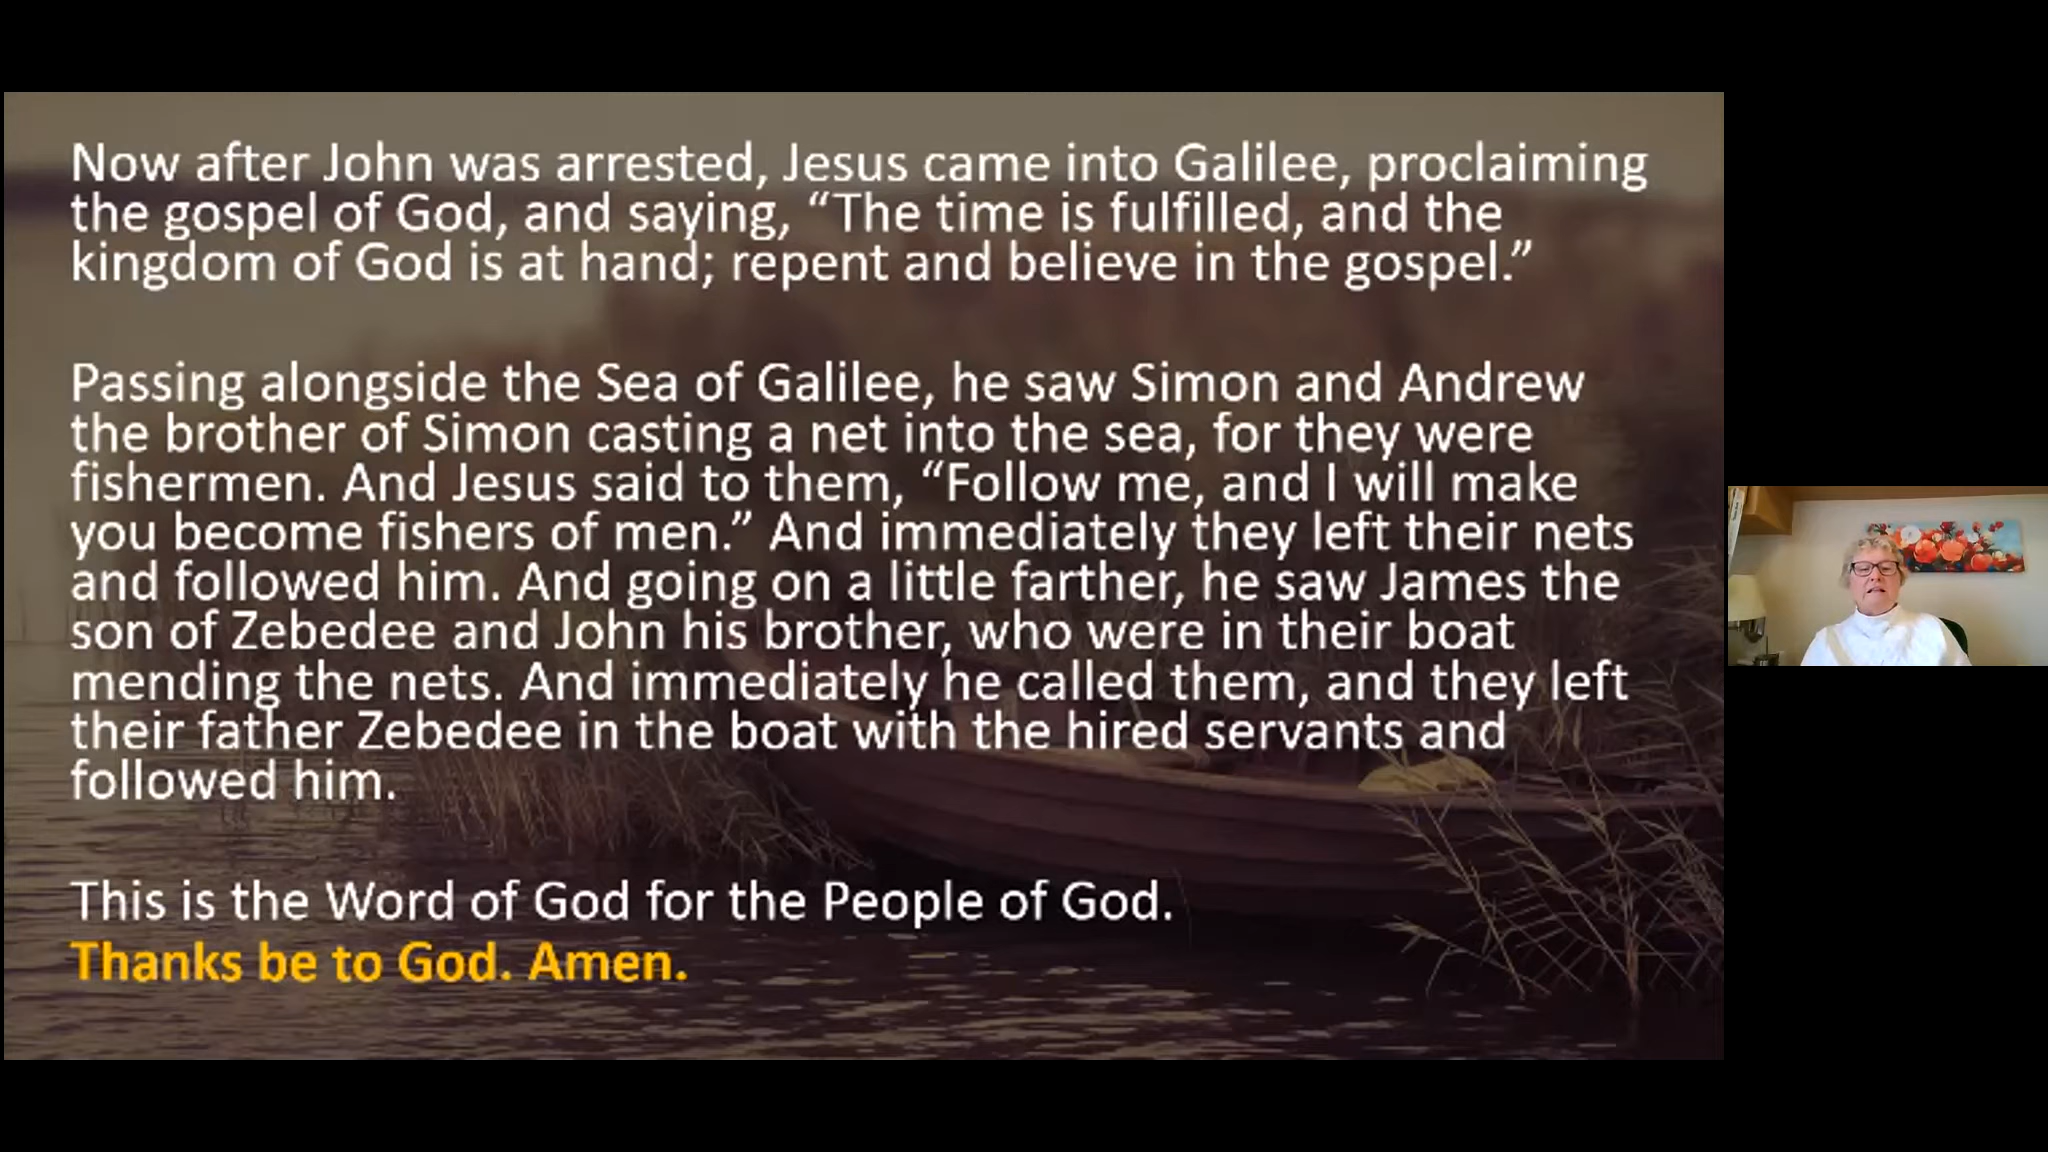 Now after John was arrested, Jesus came into Galilee, proclaiming
the gospel of God, and saying, “The time is fulfilled, and the
kingdom of God is at hand; repent and believe in the gospel.”
Passing alongside the Sea of Galilee, he saw Simon and Andrew
the brother of Simon casting a net into the sea, for they were
fishermen. And Jesus said to them, “Follow me, and I will make
you become fishers of men.” And immediately they left their nets
and followed him. And going on a little farther, he saw James the
son of Zebedee and John his brother, who were in their boat
mending the nets. And immediately he called them, and they left
their father Zebedee in the boat with the hired servants and
followed him.
This is the Word of God for the People of God.
Thanks be to God. Amen.